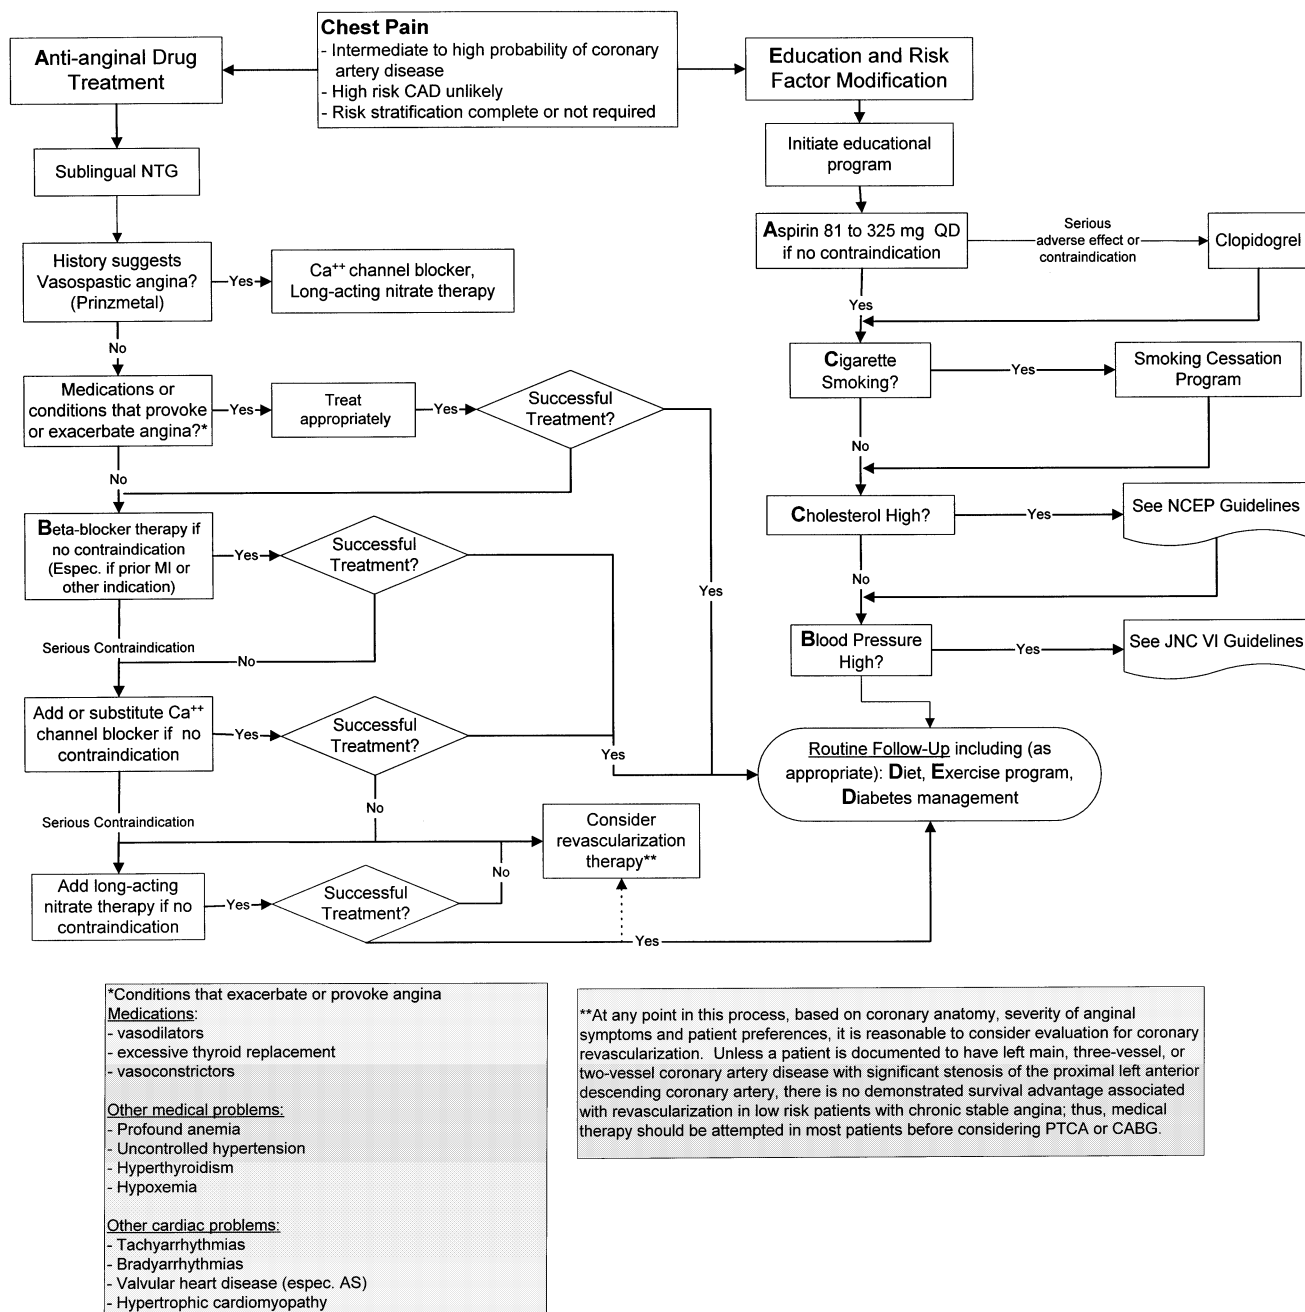 Chest Pain
- Intermediate to high probability of coronary
artery disease
- High risk CAD unlikely
- Risk stratification complete or not required
Anti-anginal Drug
Treatment
Sublingual NTG
History suggests
Vasospastic angina?
(Prinzmetal)
Yes
Ca++ channel blocker,
Long-acting nitrate therapy
No
Medications or
conditions that provoke
or exacerbate angina?*
Yes
Treat
appropriately
Yes
Successful
Treatment?
No
Beta-blocker therapy if
no contraindication
(Espec. if prior MI or
other indication)
Yes
Successful
Treatment?
Yes
Serious Contraindication
No
Add or substitute Ca++
channel blocker if no
contraindication
Yes
Successful
Treatment?
Yes
No
Serious Contraindication
Add long-acting
nitrate therapy if no
contraindication
Yes
Successful
Treatment?
No
Consider
revascularization
therapy**
Yes
Education and Risk
Factor Modification
Initiate educational
program
Aspirin 81 to 325 mg QD
if no contraindication
Serious
adverse effect or
contraindication
Clopidogrel
Yes
Cigarette
Smoking?
Yes
Smoking Cessation
Program
No
Cholesterol High?
Yes
See NCEP Guidelines
No
Blood Pressure
High?
Yes
See JNC VI Guidelines
Routine Follow-Up including (as
appropriate): Diet, Exercise program,
Diabetes management
*Conditions that exacerbate or provoke angina
Medications:
- vasodilators
- excessive thyroid replacement
- vasoconstrictors
Other medical problems:
- Profound anemia
- Uncontrolled hypertension
- Hyperthyroidism
- Hypoxemia
Other cardiac problems:
- Tachyarrhythmias
- Bradyarrhythmias
- Valvular heart disease (espec. AS)
- Hypertrophic cardiomyopathy
**At any point in this process, based on coronary anatomy, severity of anginal
symptoms and patient preferences, it is reasonable to consider evaluation for coronary
revascularization. Unless a patient is documented to have left main, three-vessel, or
two-vessel coronary artery disease with significant stenosis of the proximal left anterior
descending coronary artery, there is no demonstrated survival advantage associated
with revascularization in low risk patients with chronic stable angina; thus, medical
therapy should be attempted in most patients before considering PTCA or CABG.